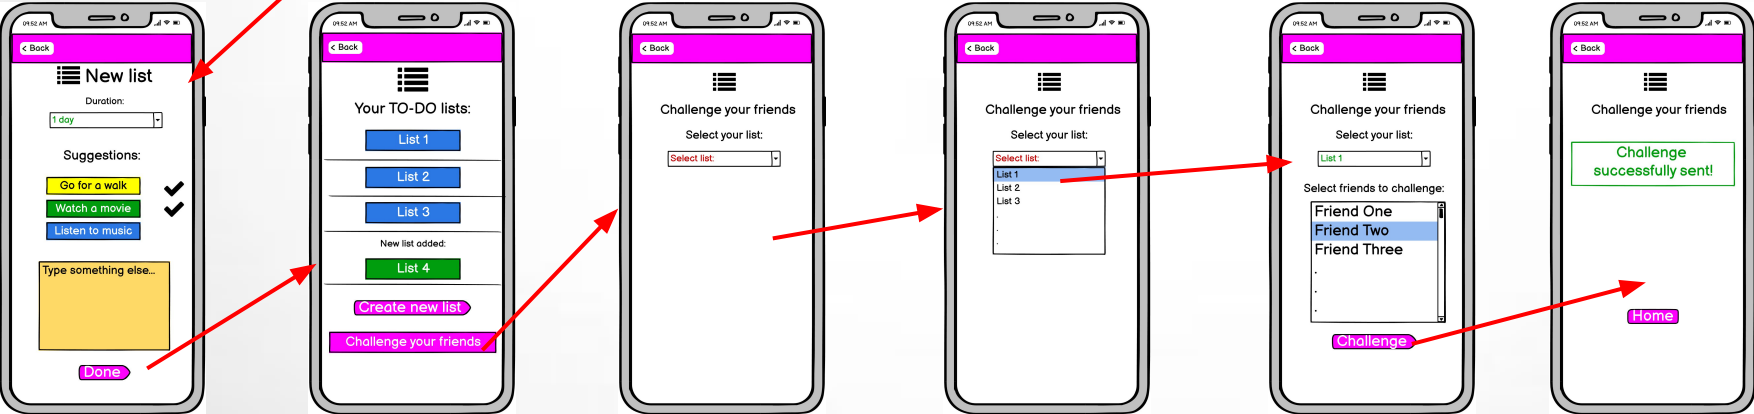 09:52 AM
< Back
New list
Duration:
1 day
Suggestions:
Go for a walk
Watch a movie
Listen to music
Type something else...
Done
09:52 AM
< Back
Your TO-DO lists:
List 1
List 2
List 3
New list added:
List 4
Create new list
Challenge your friends
09:52 AM
< Back
Challenge your friends
Select your list:
Select list:
09:52 AM
< Back
Challenge your friends
Select your list:
Select list:
List 1
List 2
List 3
.
.
.
09:52 AM
< Back
Challenge your friends
Select your list:
List 1
Select friends to challenge:
Friend One
Friend Two
Friend Three
.
.
.
Challenge
09:52 AM
< Back
Challenge your friends
Challenge
successfully sent!
Home